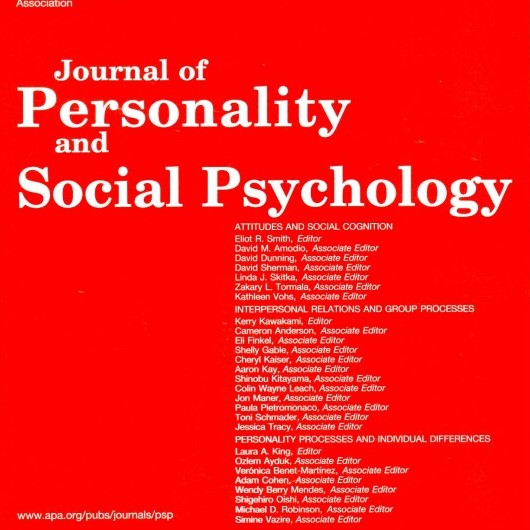 Association
Journal of
Personality
and
Social Psychology
ATTITUDES AND SOCIAL COGNITION
Eliot R. Smith, Editor
David M. Amodio, Associate Editor
David Dunning, Associate Editor
David Sherman, Associate Editor
Linda J. Skitka, Associate Editor
Zakary L. Tormala, Associate Editor
Kathleen Vohs, Associate Editor
INTERPERSONAL RELATIONS AND GROUP PROCESSES
Kerry Kawakami, Editor
Cameron Anderson, Associate Editor
Eli Finkel, Associate Editor
Shelly Gable, Associate Editor
Cheryl Kaiser, Associate Editor
Aaron Kay, Associate Editor
Shinobu Kitayama, Associate Editor
Colin Wayne Leach, Associate Editor
Jon Maner, Associate Editor
Paula Pietromonaco, Associate Editor
Toni Schmader, Associate Editor
Jessica Tracy, Associate Editor
PERSONALITY PROCESSES AND INDIVIDUAL DIFFERENCES
Laura A. King, Editor
Ozlem Ayduk, Associate Editor
Verónica Benet-Martínez, Associate Editor
Adam Cohen, Associate Editor
Wendy Berry Mendes, Associate Editor
Shigehiro Oishi, Associate Editor
Michael D. Robinson, Associate Editor
Simine Vazire, Associate Editor
www.apa.org/pubs/journals/psp